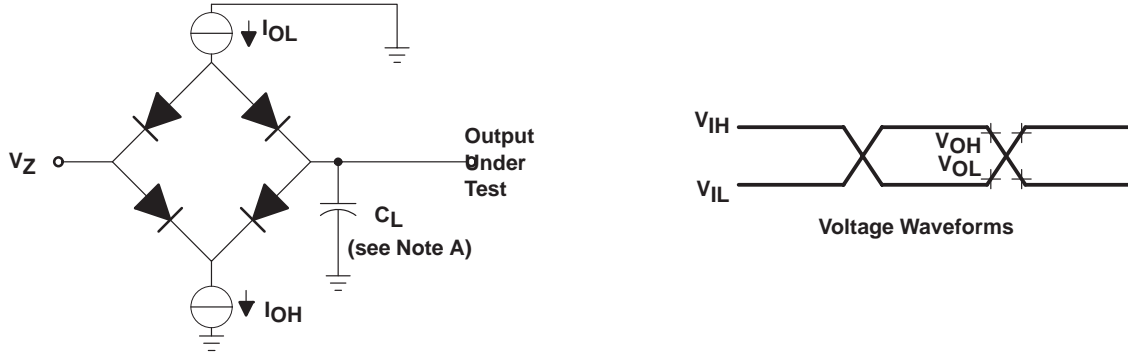 IOL
VZ
Output
Under
Test
CL
(see Note A)
IOH
VIH
VOH
VOL
VIL
Voltage Waveforms